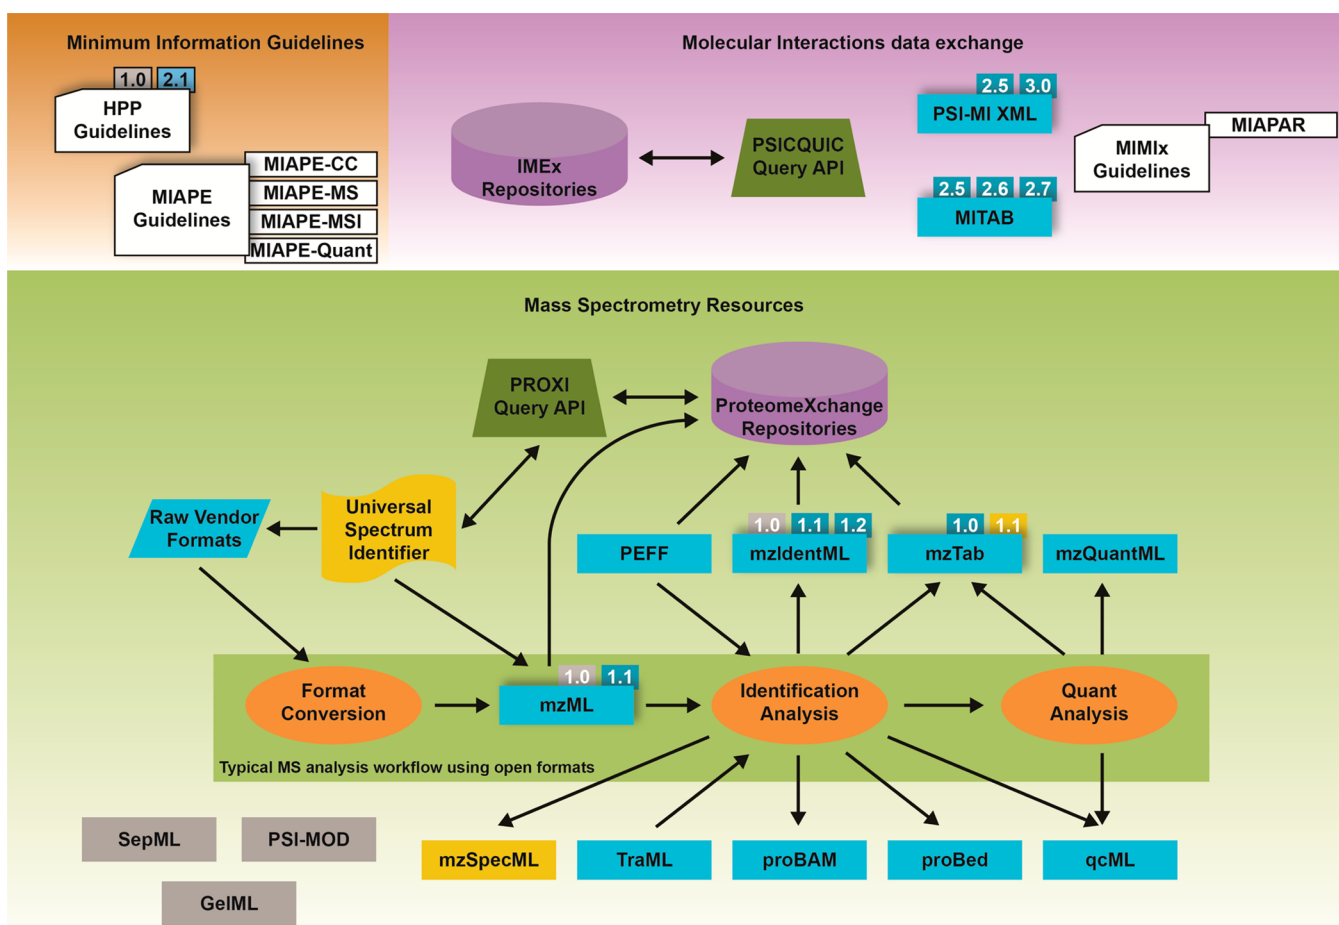 Minimum Information Guidelines
1.0 2.1
HPP
Guidelines
MIAPE
Guidelines
MIAPE-CC
MIAPE-MS
MIAPE-MSI
MIAPE-Quant
Molecular Interactions data exchange
IMEx
Repositories
PSICQUIC
Query API
2.5 3.0
PSI-MI XML
2.5 2.6 2.7
MITAB
MIMIx
Guidelines
MIAPAR
Mass Spectrometry Resources
PROXI
Query API
ProteomeXchange
Repositories
Raw Vendor
Formats
Universal
Spectrum
Identifier
PEFF
1.0 1.1 1.2
mzIdentML
1.0 1.1
mzTab
mzQuantML
Format
Conversion
1.0 1.1
mzML
Identification
Analysis
Quant
Analysis
Typical MS analysis workflow using open formats
SepML
PSI-MOD
GelML
mzSpecML
TraML
proBAM
proBed
qcML